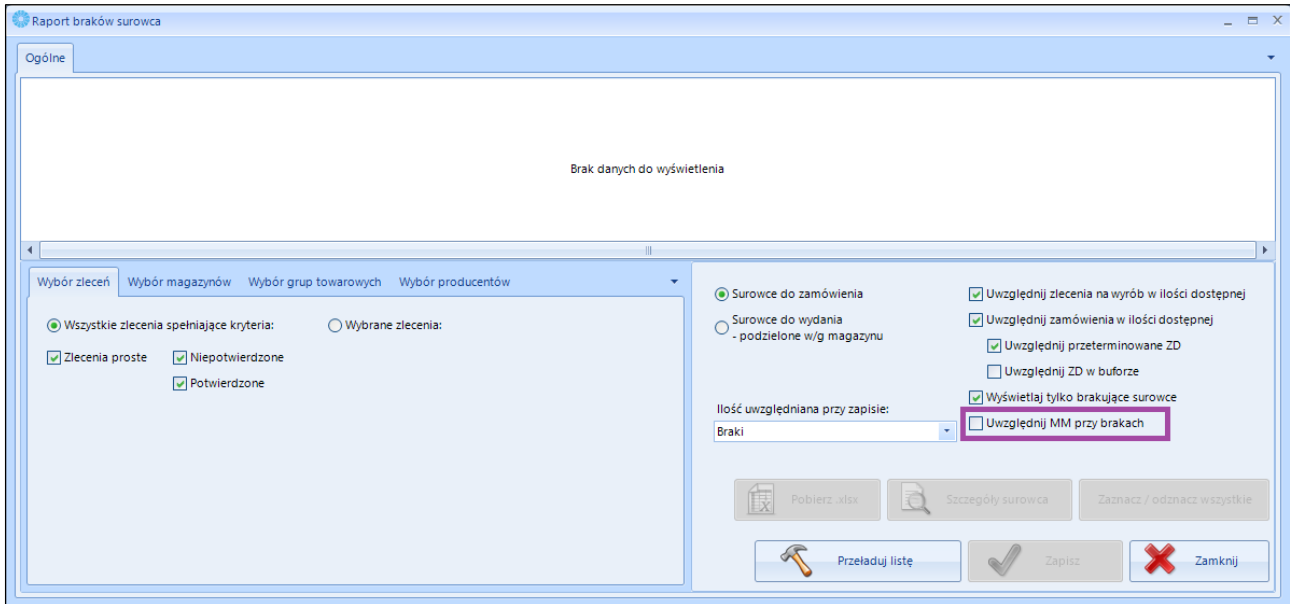 Raport braków surowca
Ogólne
Brak danych do wyświetlenia
Wybór zleceń Wybór magazynów Wybór grup towarowych Wybór producentów
Wszystkie zlecenia spełniające kryteria: Wybrane zlecenia:
Zlecenia proste Niepotwierdzone
Potwierdzone
Surowce do zamówienia
Surowce do wydania
- podzielone w/g magazynu
Ilość uwzględniana przy zapisie:
Braki
Uwzględnij zlecenia na wyrób w ilości dostępnej
Uwzględnij zamówienia w ilości dostępnej
Uwzględnij przeterminowane ZD
Uwzględnij ZD w buforze
Wyświetlaj tylko brakujące surowce
Uwzględnij MM przy brakach
Pobierz .xlsx Szczegóły surowca Zaznacz / odznacz wszystkie
Przeładuj listę Zapisz Zamknij